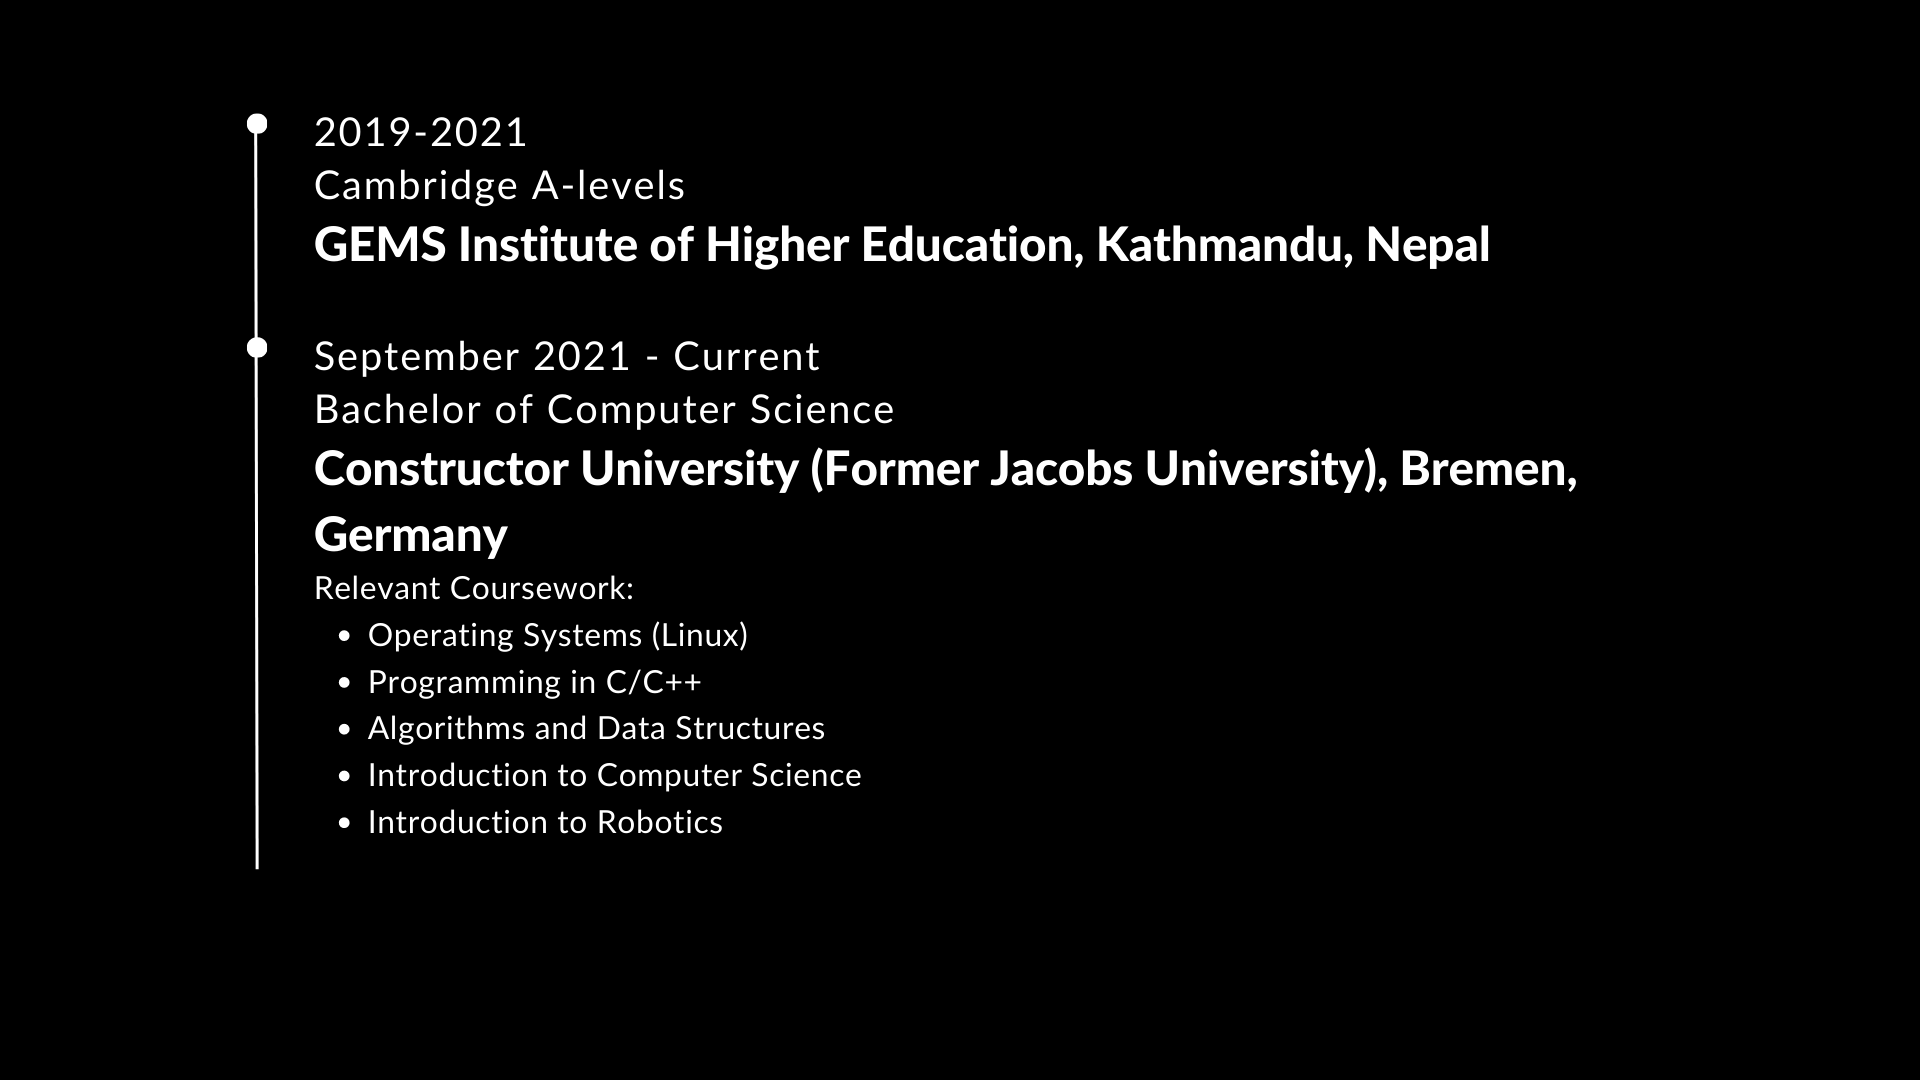 2019-2021
Cambridge A-levels
GEMS Institute of Higher Education, Kathmandu, Nepal
September 2021 - Current
Bachelor of Computer Science
Constructor University (Former Jacobs University), Bremen,
Germany
Relevant Coursework:
• Operating Systems (Linux)
• Programming in C/C++
• Algorithms and Data Structures
• Introduction to Computer Science
• Introduction to Robotics